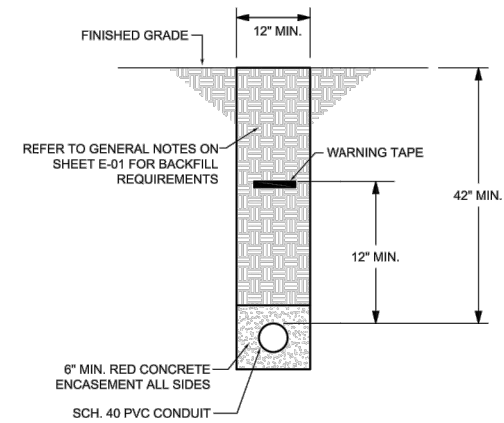 FINISHED GRADE
12" MIN.
REFER TO GENERAL NOTES ON
SHEET E-01 FOR BACKFILL
REQUIREMENTS
WARNING TAPE
42" MIN.
12" MIN.
6" MIN. RED CONCRETE
ENCASEMENT ALL SIDES
SCH. 40 PVC CONDUIT